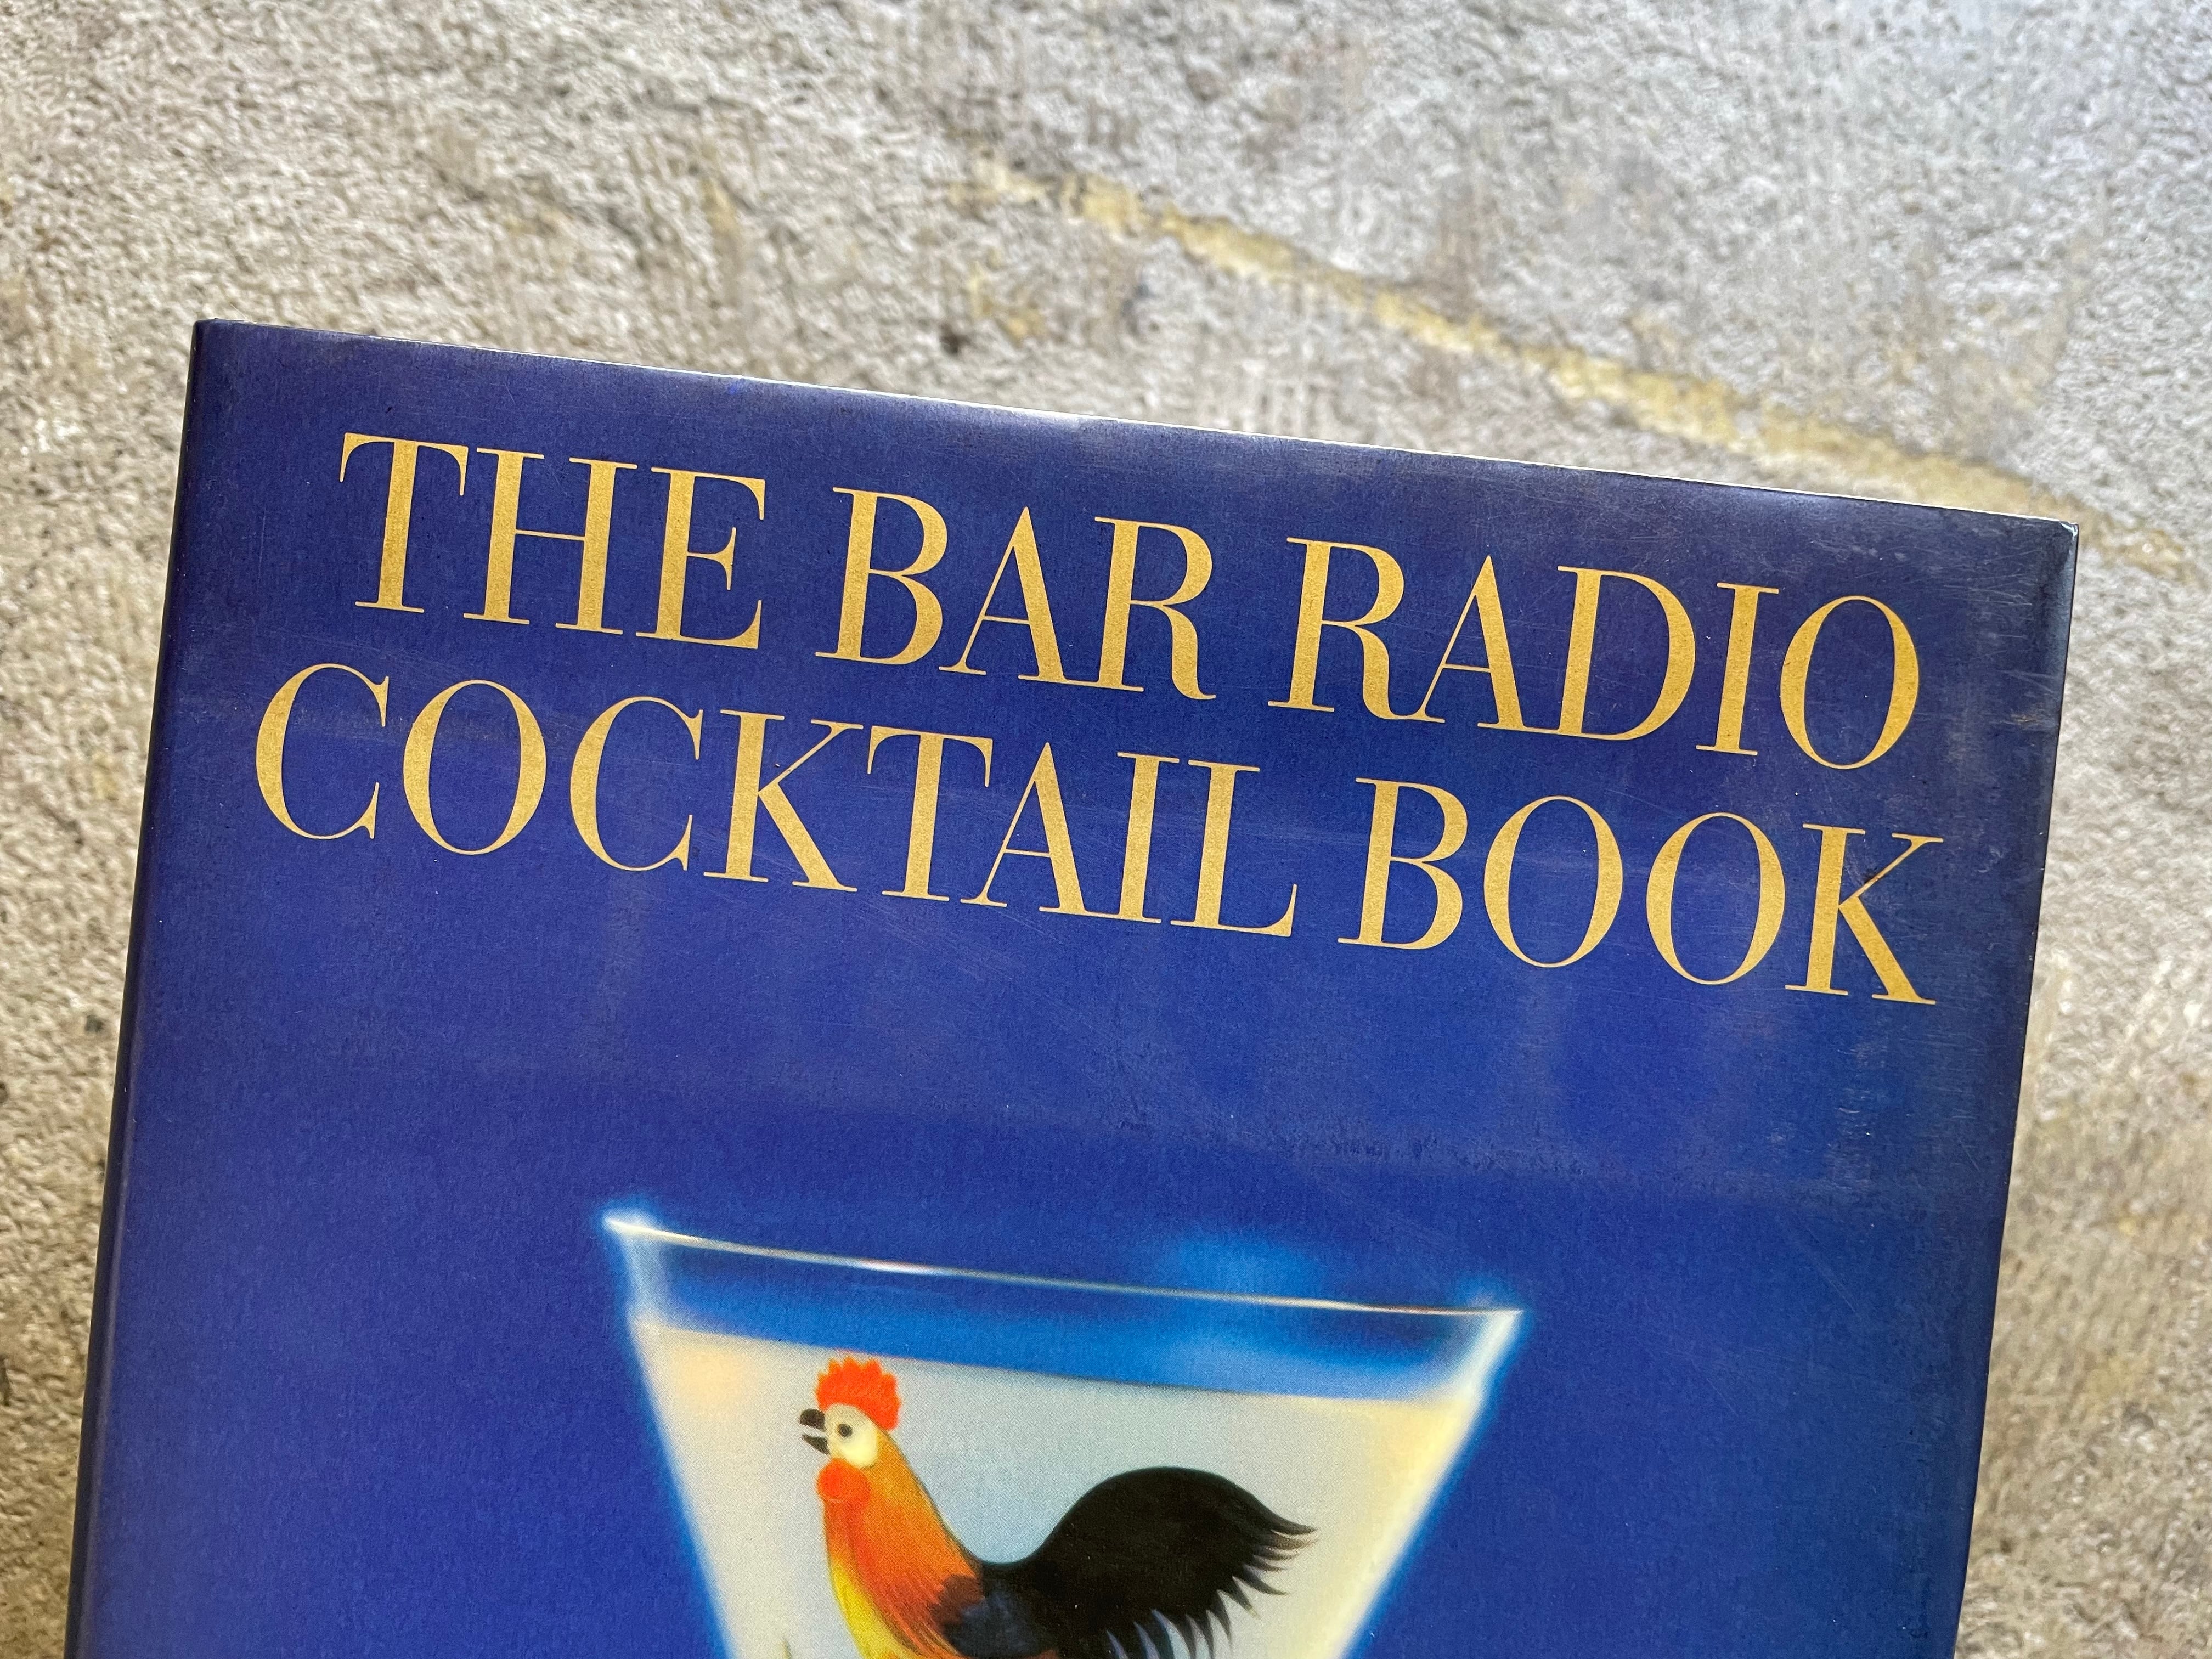 THE BAR RADIO
COCKTAIL BOOK